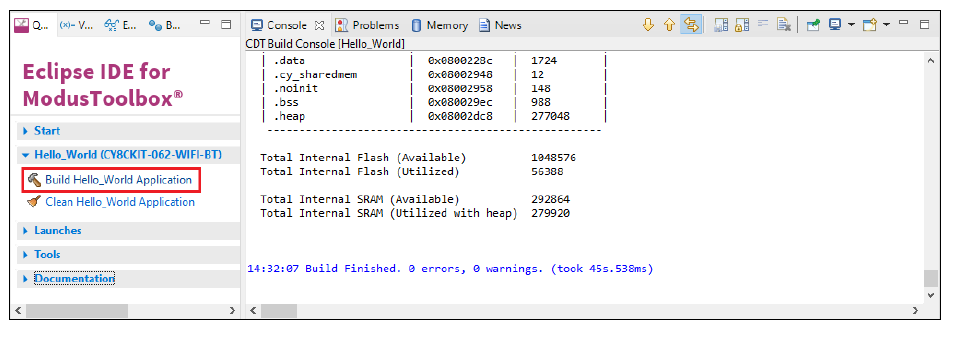 Q...
(x)= V...
E...
B...
Console
Problems
Memory
News
CDT Build Console [Hello_World]
Eclipse IDE for
ModusToolbox®
Start
Hello_World (CY8CKIT-062-WIFI-BT)
Build Hello_World Application
Clean Hello_World Application
Launches
Tools
Documentation
| .data | 0x0800228c | 1724 |
| .cy_sharedmem | 0x08002948 | 12 |
| .noinit | 0x08002958 | 148 |
| .bss | 0x080029ec | 988 |
| .heap | 0x08002dc8 | 277048 |
-----------------------------------------------------
Total Internal Flash (Available) 1048576
Total Internal Flash (Utilized) 56388
Total Internal SRAM (Available) 292864
Total Internal SRAM (Utilized with heap) 279920
14:32:07 Build Finished. 0 errors, 0 warnings. (took 45s.538ms)